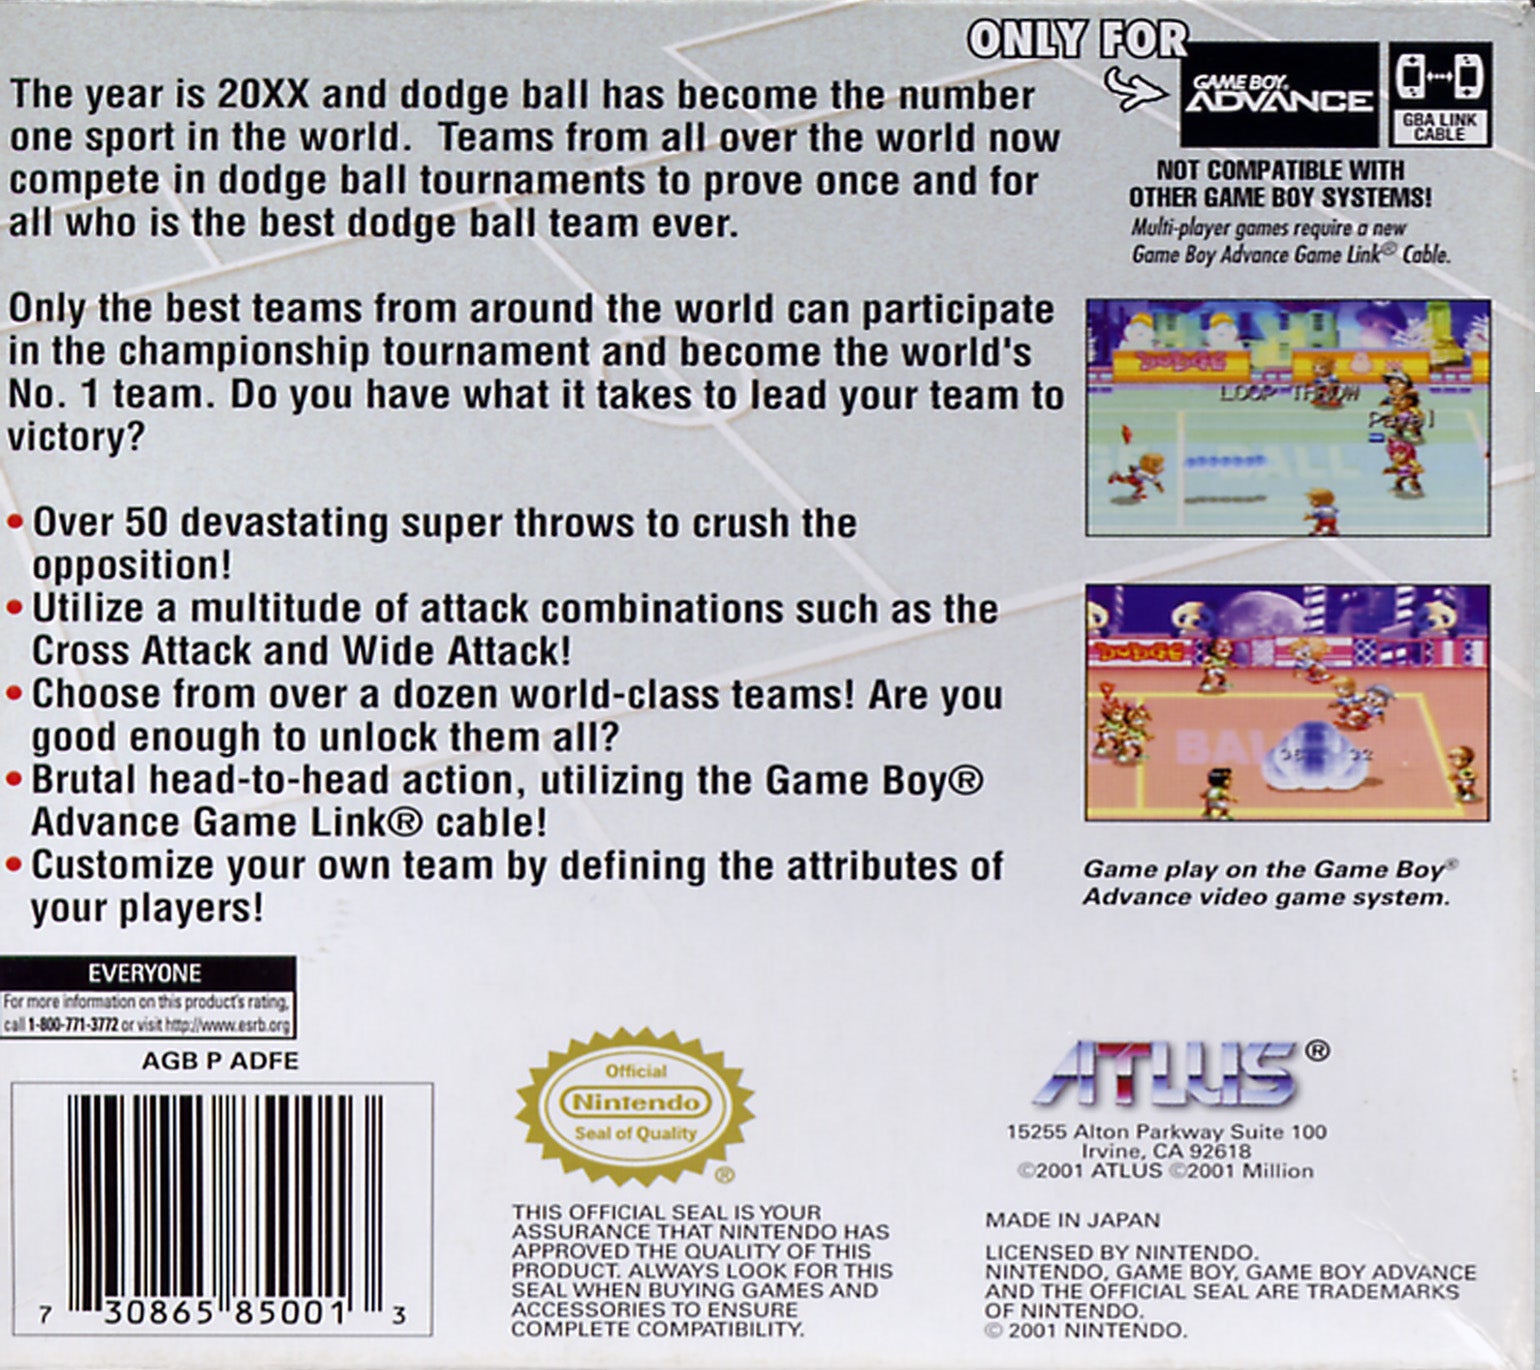 ONLY FOR
GAME BOY
ADVANCE
GBA LINK
CABLE
NOT COMPATIBLE WITH
OTHER GAME BOY SYSTEMS!
Multi-player games require a new
Game Boy Advance Game Link® Cable.
The year is 20XX and dodge ball has become the number
one sport in the world.  Teams from all over the world now
compete in dodge ball tournaments to prove once and for
all who is the best dodge ball team ever.
Only the best teams from around the world can participate
in the championship tournament and become the world's
No. 1 team. Do you have what it takes to lead your team to
victory?
• Over 50 devastating super throws to crush the
opposition!
• Utilize a multitude of attack combinations such as the
Cross Attack and Wide Attack!
• Choose from over a dozen world-class teams! Are you
good enough to unlock them all?
• Brutal head-to-head action, utilizing the Game Boy®
Advance Game Link® cable!
• Customize your own team by defining the attributes of
your players!
DODGE
LOOP THROW
BALL
DODGE
BAL
Game play on the Game Boy®
Advance video game system.
EVERYONE
For more information on this product's rating,
call 1-800-771-3772 or visit http://www.esrb.org
AGB P ADFE
7 30865 85001 3
Official
Nintendo
Seal of Quality
®
THIS OFFICIAL SEAL IS YOUR
ASSURANCE THAT NINTENDO HAS
APPROVED THE QUALITY OF THIS
PRODUCT. ALWAYS LOOK FOR THIS
SEAL WHEN BUYING GAMES AND
ACCESSORIES TO ENSURE
COMPLETE COMPATIBILITY.
ATLUS®
15255 Alton Parkway Suite 100
Irvine, CA 92618
©2001 ATLUS ©2001 Million
MADE IN JAPAN
LICENSED BY NINTENDO.
NINTENDO, GAME BOY, GAME BOY ADVANCE
AND THE OFFICIAL SEAL ARE TRADEMARKS
OF NINTENDO.
© 2001 NINTENDO.